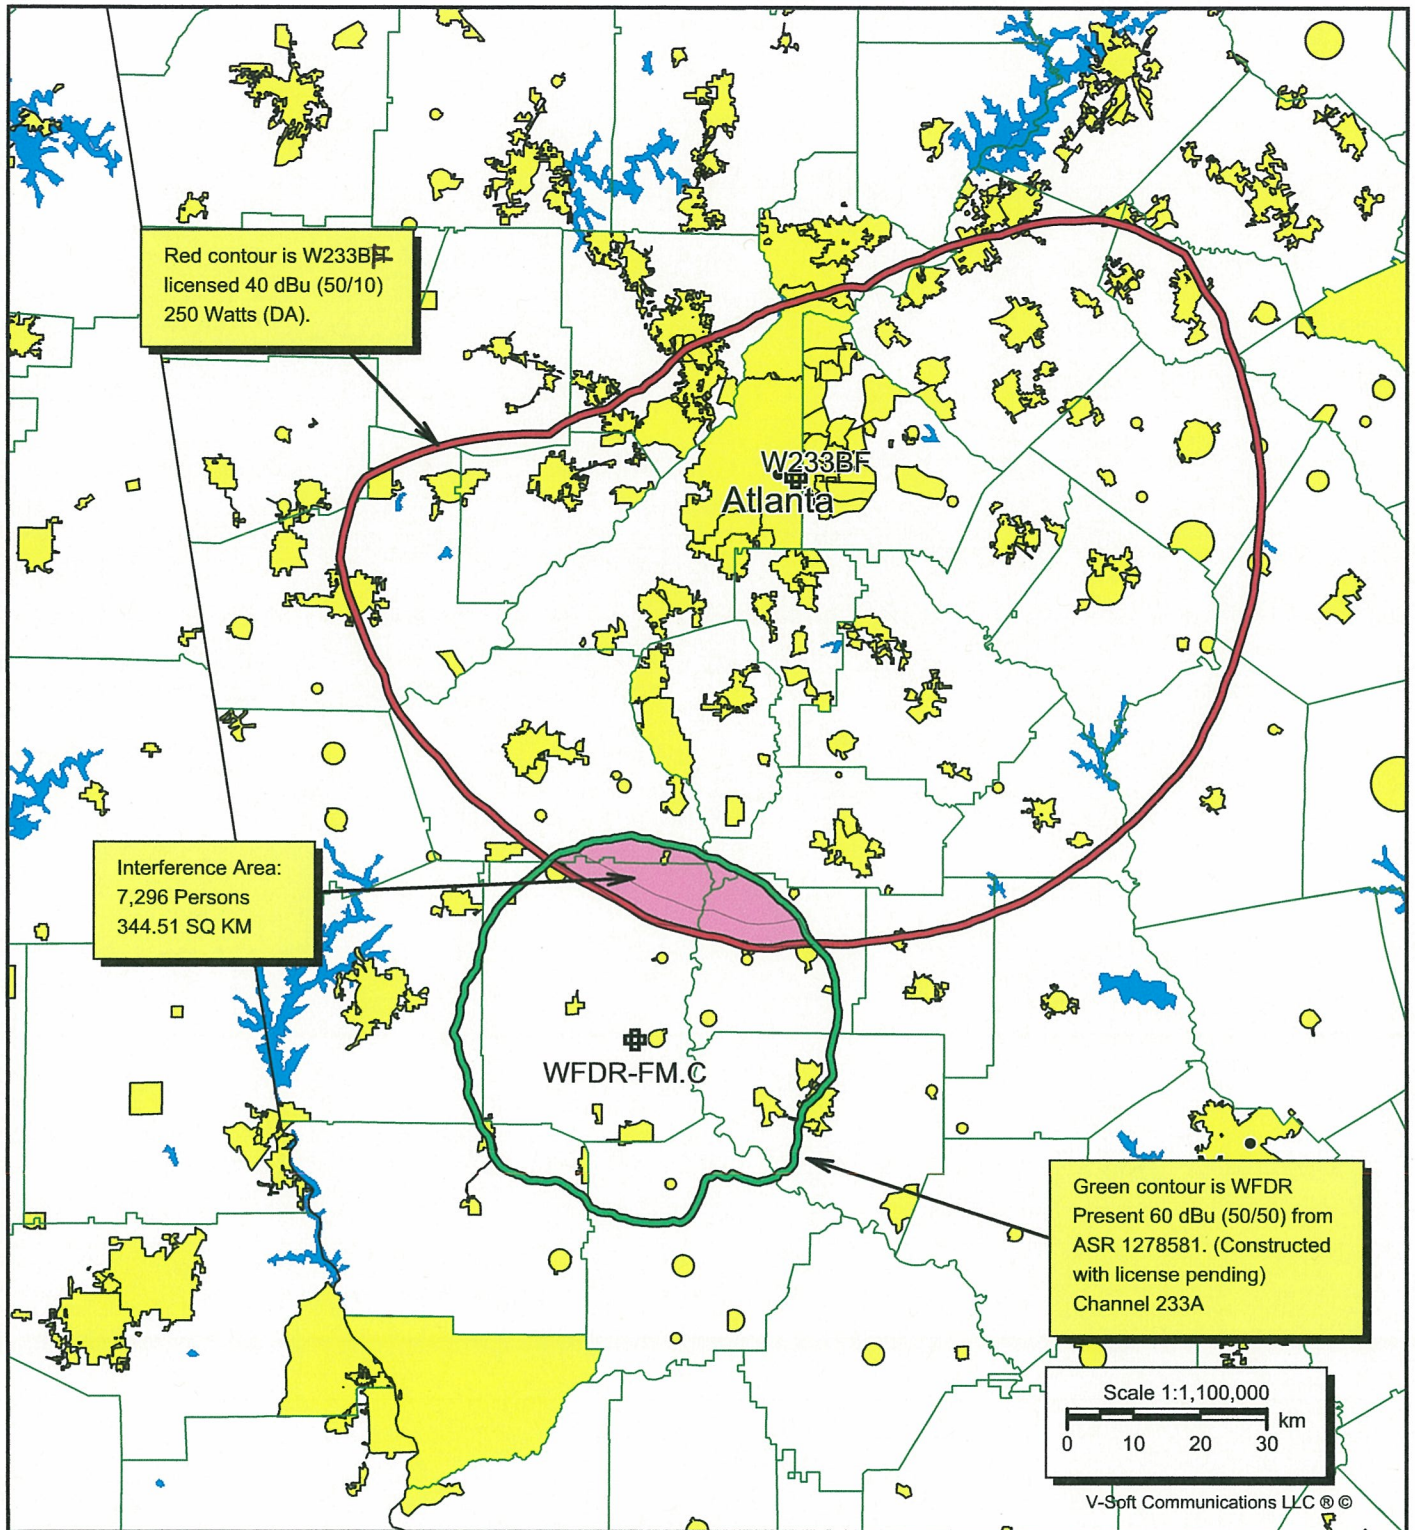 Red contour is W233BF
licensed 40 dBu (50/10)
250 Watts (DA).
W233BF
Atlanta
Interference Area:
7,296 Persons
344.51 SQ KM
WFDR-FM.C
Green contour is WFDR
Present 60 dBu (50/50) from
ASR 1278581. (Constructed
with license pending)
Channel 233A
Scale 1:1,100,000
km
0 10 20 30
V-Soft Communications LLC ® ©